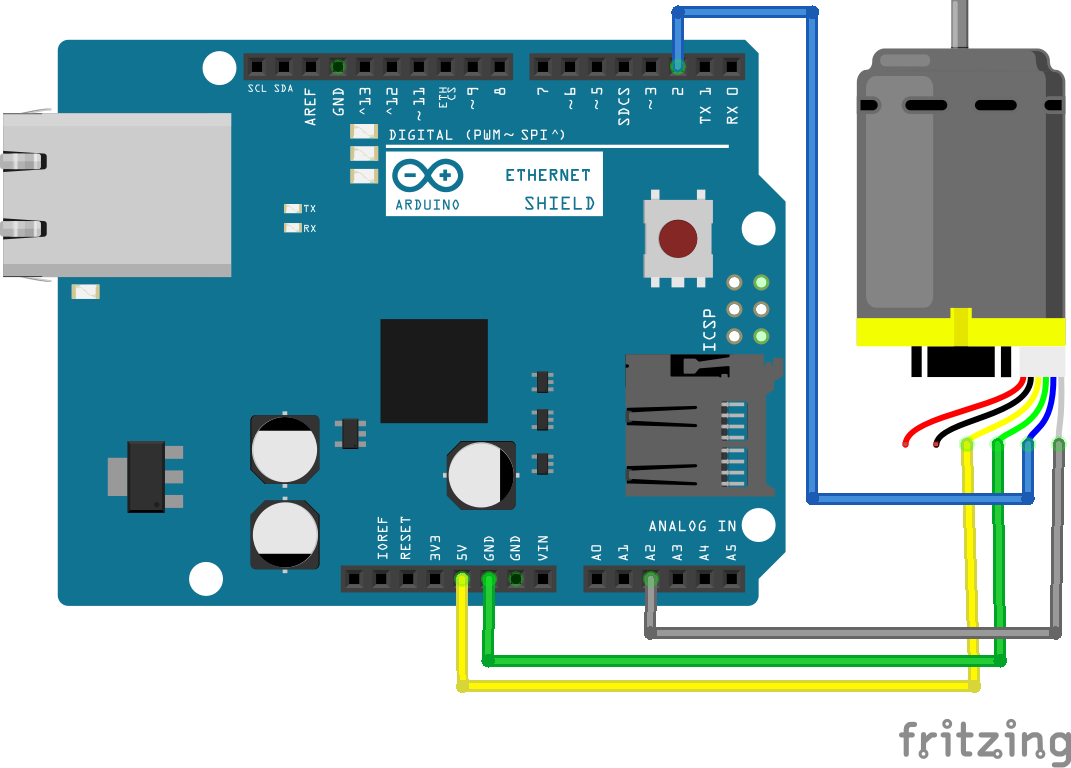 SCL SDA
AREF
GND
^13
^12
~11
ETH CS
~9
8
7
~6
~5
SDCS
~3
2
TX 1
RX 0
DIGITAL (PWM~ SPI^)
ETHERNET
ARDUINO
SHIELD
TX
RX
ICSP
ANALOG IN
IOREF
RESET
3V3
5V
GND
GND
VIN
A0
A1
A2
A3
A4
A5
fritzing